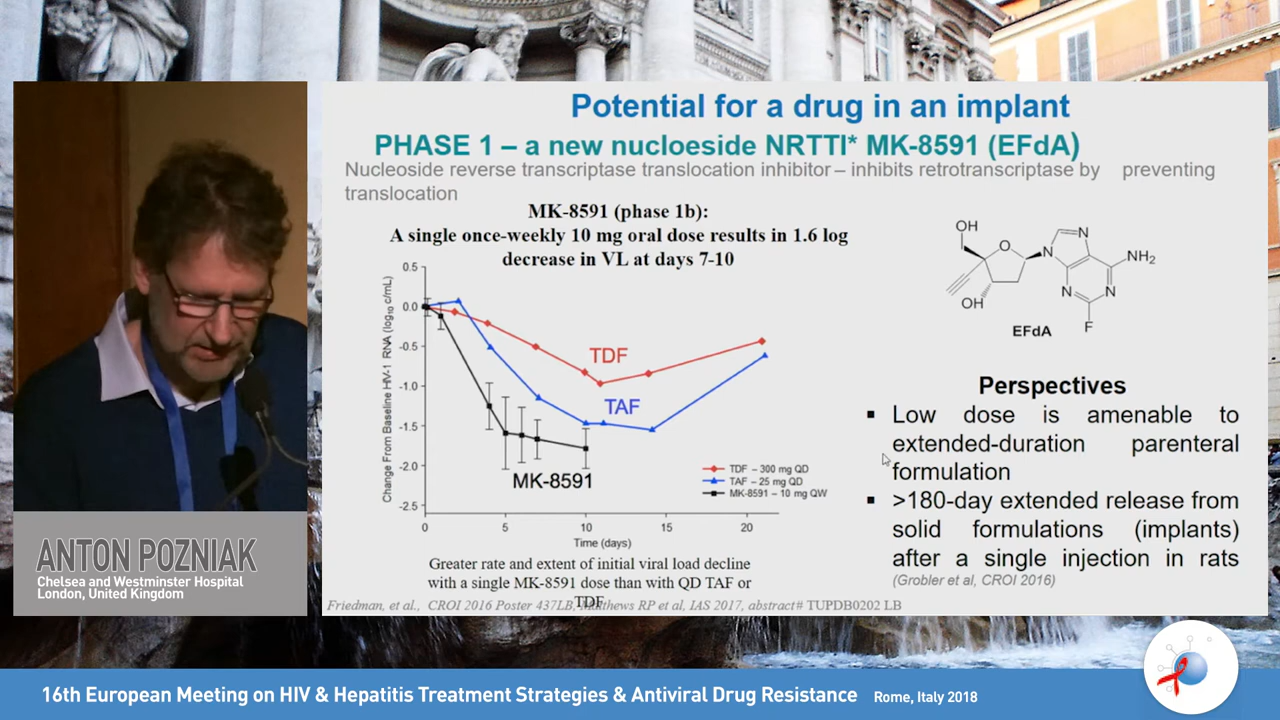 Potential for a drug in an implant
PHASE 1 – a new nucloeside NRTTI* MK-8591 (EFdA)
Nucleoside reverse transcriptase translocation inhibitor – inhibits retrotranscriptase by preventing
translocation
MK-8591 (phase 1b):
A single once-weekly 10 mg oral dose results in 1.6 log
decrease in VL at days 7-10
Change From Baseline HIV-1 RNA (log10 c/mL)
0.5
0.0
-0.5
-1.0
-1.5
-2.0
-2.5
TDF
TAF
MK-8591
TDF – 300 mg QD
TAF – 25 mg QD
MK-8591 – 10 mg QW
0 5 10 15 20
Time (days)
Greater rate and extent of initial viral load decline
with a single MK-8591 dose than with QD TAF or
TDF
Friedman, et al., CROI 2016 Poster 437LB, Matthews RP et al, IAS 2017, abstract# TUPDB0202 LB
OH
O
N
N
NH2
N
N
OH
F
EFdA
Perspectives
▪ Low dose is amenable to
extended-duration parenteral
formulation
▪ >180-day extended release from
solid formulations (implants)
after a single injection in rats
(Grobler et al, CROI 2016)
ANTON POZNIAK
Chelsea and Westminster Hospital
London, United Kingdom
16th European Meeting on HIV & Hepatitis Treatment Strategies & Antiviral Drug Resistance Rome, Italy 2018